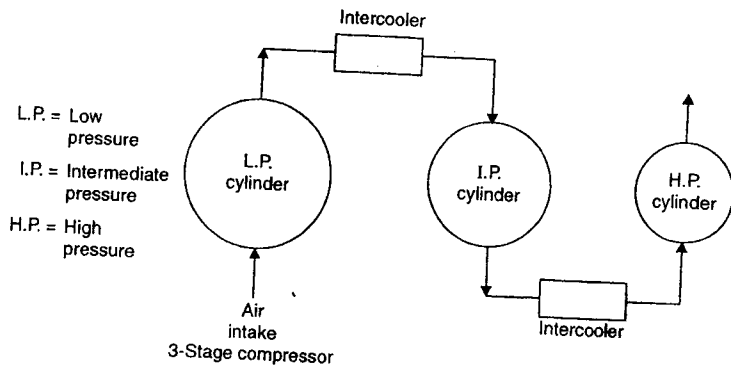 Intercooler
L.P. = Low
pressure
I.P. = Intermediate
pressure
H.P. = High
pressure
L.P.
cylinder
I.P.
cylinder
H.P.
cylinder
Air
intake
3-Stage compressor
Intercooler